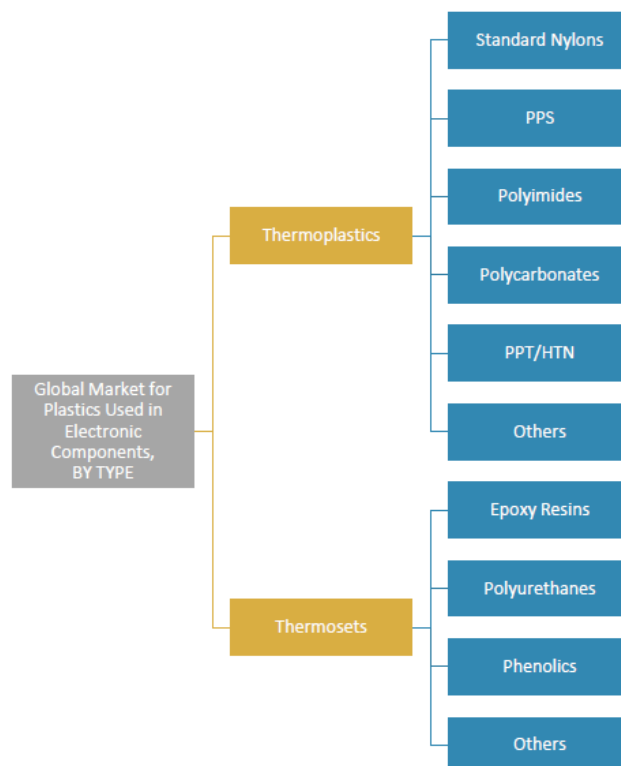 Standard Nylons
PPS
Thermoplastics
Polyimides
Polycarbonates
PPT/HTN
Others
Global Market for
Plastics Used in
Electronic
Components,
BY TYPE
Epoxy Resins
Thermosets
Polyurethanes
Phenolics
Others